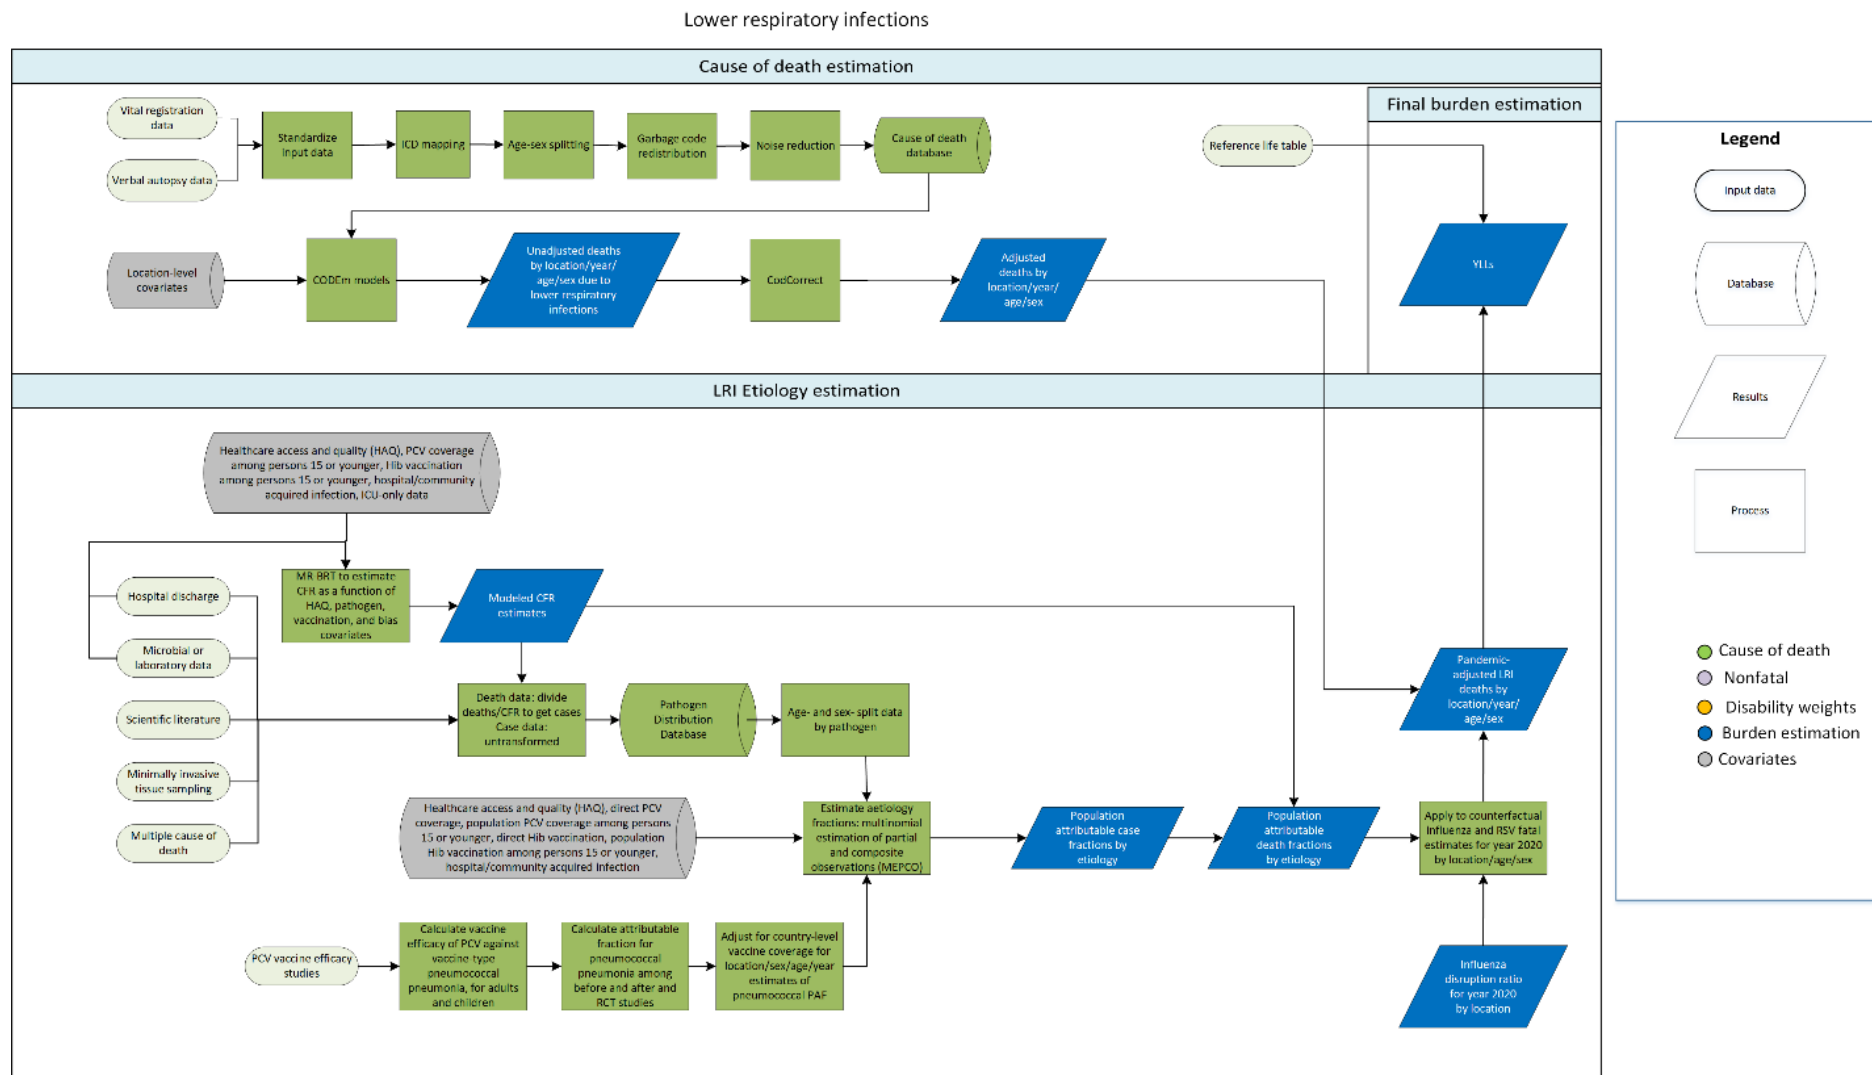 Lower respiratory infections
Cause of death estimation
Final burden estimation
Vital registration
data
Verbal autopsy data
Standardize
input data
ICD mapping
Age-sex splitting
Garbage code
redistribution
Noise reduction
Cause of death
database
Reference life table
Location-level
covariates
CODEm models
Unadjusted deaths
by location/year/
age/sex due to
lower respiratory
infections
CodCorrect
Adjusted
deaths by
location/year/
age/sex
YLLs
LRI Etiology estimation
Healthcare access and quality (HAQ), PCV coverage
among persons 15 or younger, Hib vaccination
among persons 15 or younger, hospital/community
acquired infection, ICU-only data
Hospital discharge
Microbial or
laboratory data
Scientific literature
Minimally invasive
tissue sampling
Multiple cause of
death
MR BRT to estimate
CFR as a function of
HAQ, pathogen,
vaccination, and bias
covariates
Modeled CFR
estimates
Death data: divide
deaths/CFR to get cases
Case data:
untransformed
Pathogen
Distribution
Database
Age- and sex- split data
by pathogen
Healthcare access and quality (HAQ), direct PCV
coverage, population PCV coverage among persons
15 or younger, direct Hib vaccination, population
Hib vaccination among persons 15 or younger,
hospital/community acquired infection
Estimate aetiology
fractions: multinomial
estimation of partial
and composite
observations (MEPCO)
Population
attributable case
fractions by
etiology
Population
attributable
death fractions
by etiology
Apply to counterfactual
influenza and RSV fatal
estimates for year 2020
by location/age/sex
Pandemic-
adjusted LRI
deaths by
location/year/
age/sex
PCV vaccine efficacy
studies
Calculate vaccine
efficacy of PCV against
vaccine-type
pneumococcal
pneumonia, for adults
and children
Calculate attributable
fraction for
pneumococcal
pneumonia among
before and after and
RCT studies
Adjust for country-level
vaccine coverage for
location/sex/age/year
estimates of
pneumococcal PAF
Influenza
disruption ratio
for year 2020
by location
Legend
Input data
Database
Results
Process
Cause of death
Nonfatal
Disability weights
Burden estimation
Covariates